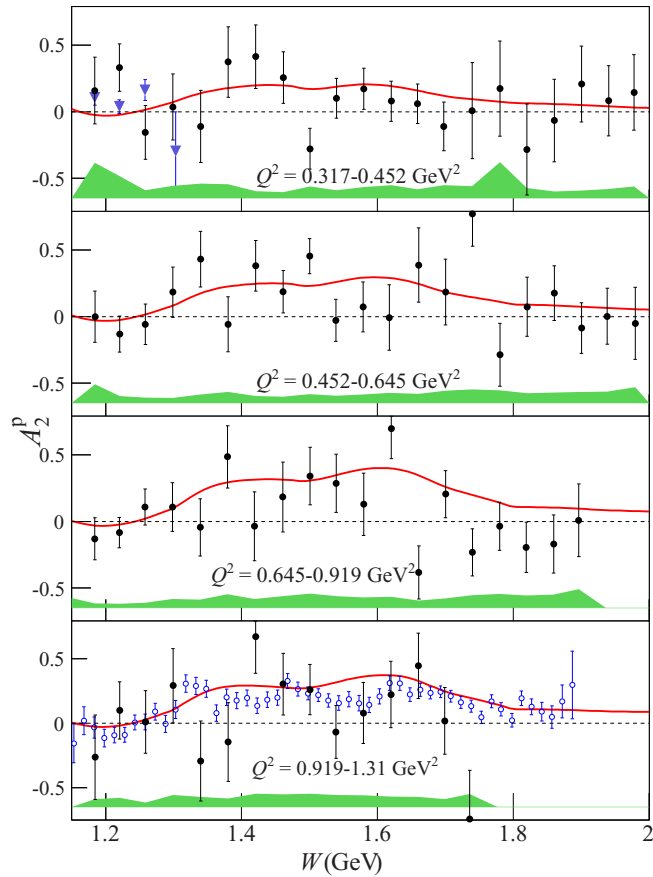 0.5
0
-0.5
Q² = 0.317-0.452 GeV²
0.5
0
-0.5
Q² = 0.452-0.645 GeV²
A₂ᵖ
0.5
0
-0.5
Q² = 0.645-0.919 GeV²
0.5
0
-0.5
Q² = 0.919-1.31 GeV²
1.2 1.4 1.6 1.8 2
W(GeV)